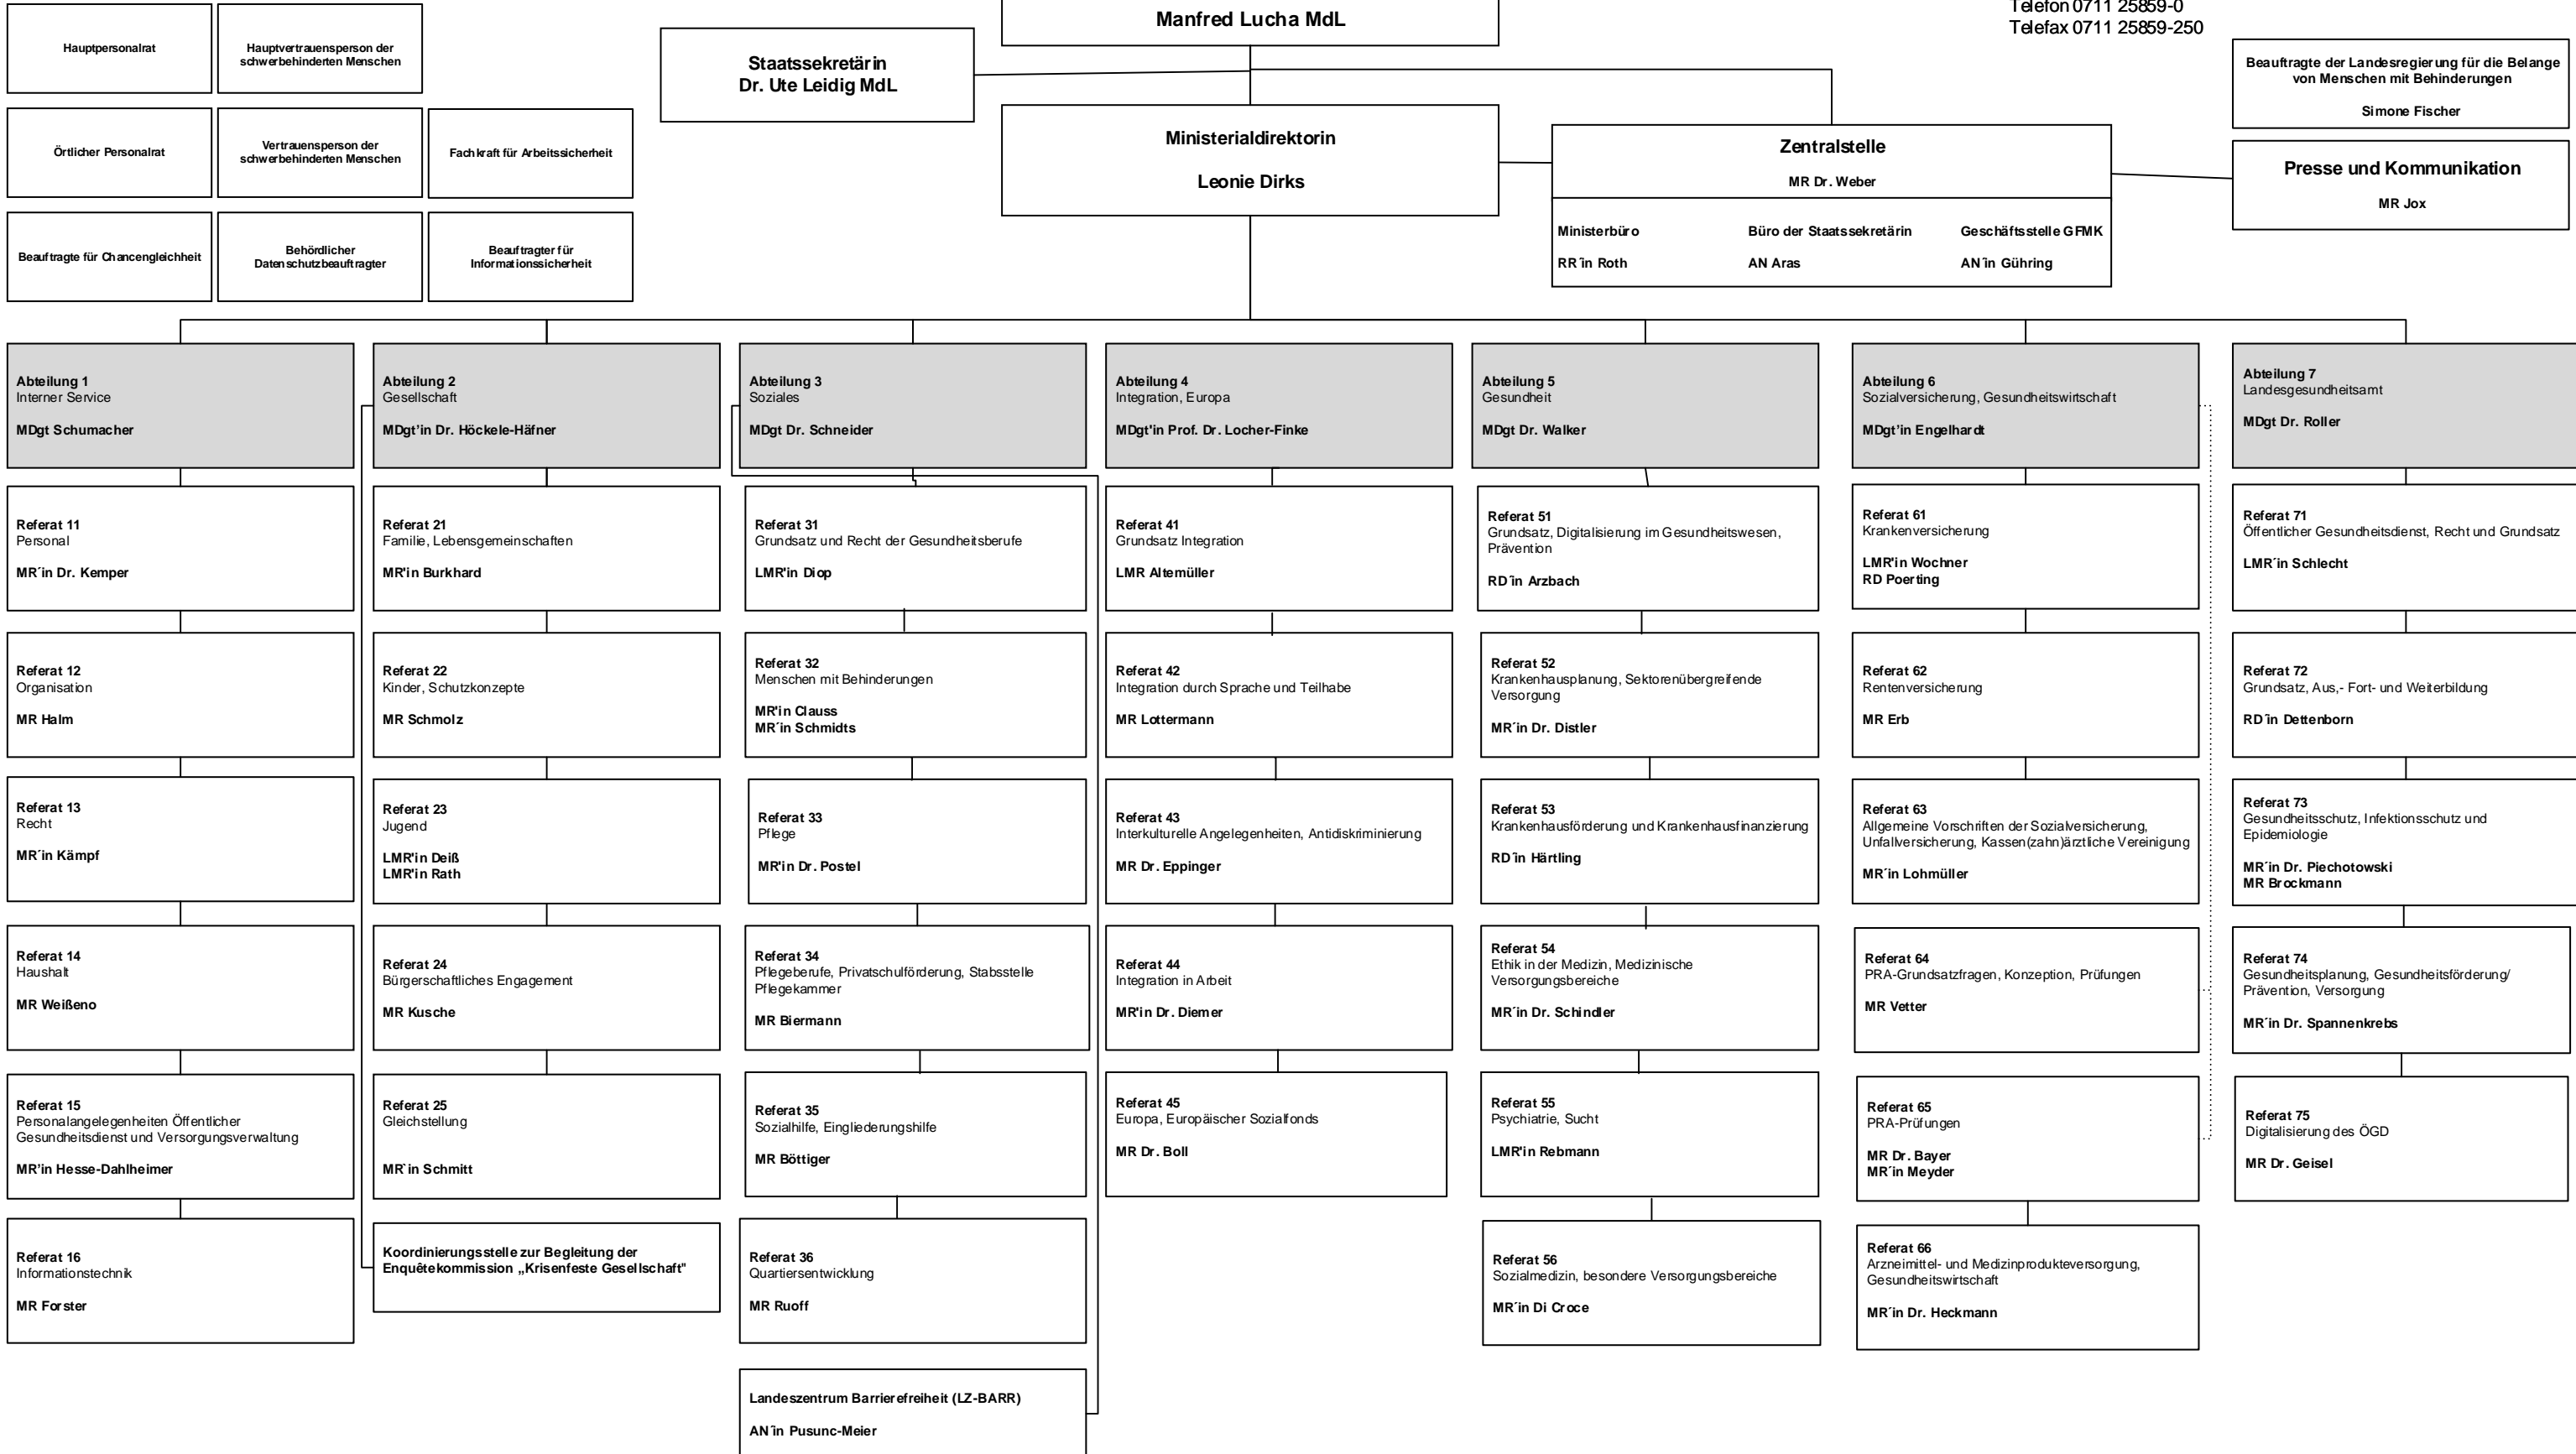 Manfred Lucha MdL
Telefon 0711 25859-0
Telefax 0711 25859-250
Hauptpersonalrat
Hauptvertrauensperson der
schwerbehinderten Menschen
Staatssekretärin
Dr. Ute Leidig MdL
Beauftragte der Landesregierung für die Belange
von Menschen mit Behinderungen
Simone Fischer
Örtlicher Personalrat
Vertrauensperson der
schwerbehinderten Menschen
Fachkraft für Arbeitssicherheit
Ministerialdirektorin
Leonie Dirks
Zentralstelle
MR Dr. Weber
Ministerbüro
RR´in Roth
Büro der Staatssekretärin
AN Aras
Geschäftsstelle GFMK
AN´in Gühring
Presse und Kommunikation
MR Jox
Beauftragte für Chancengleichheit
Behördlicher
Datenschutzbeauftragter
Beauftragter für
Informationssicherheit
Abteilung 1
Interner Service
MDgt Schumacher
Referat 11
Personal
MR´in Dr. Kemper
Referat 12
Organisation
MR Halm
Referat 13
Recht
MR´in Kämpf
Referat 14
Haushalt
MR Weißeno
Referat 15
Personalangelegenheiten Öffentlicher
Gesundheitsdienst und Versorgungsverwaltung
MR’in Hesse-Dahlheimer
Referat 16
Informationstechnik
MR Forster
Abteilung 2
Gesellschaft
MDgt’in Dr. Höckele-Häfner
Referat 21
Familie, Lebensgemeinschaften
MR'in Burkhard
Referat 22
Kinder, Schutzkonzepte
MR Schmolz
Referat 23
Jugend
LMR'in Deiß
LMR'in Rath
Referat 24
Bürgerschaftliches Engagement
MR Kusche
Referat 25
Gleichstellung
MR`in Schmitt
Koordinierungsstelle zur Begleitung der
Enquêtekommission „Krisenfeste Gesellschaft"
Abteilung 3
Soziales
MDgt Dr. Schneider
Referat 31
Grundsatz und Recht der Gesundheitsberufe
LMR'in Diop
Referat 32
Menschen mit Behinderungen
MR'in Clauss
MR´in Schmidts
Referat 33
Pflege
MR'in Dr. Postel
Referat 34
Pflegeberufe, Privatschulförderung, Stabsstelle
Pflegekammer
MR Biermann
Referat 35
Sozialhilfe, Eingliederungshilfe
MR Böttiger
Referat 36
Quartiersentwicklung
MR Ruoff
Landeszentrum Barrierefreiheit (LZ-BARR)
AN´in Pusunc-Meier
Abteilung 4
Integration, Europa
MDgt'in Prof. Dr. Locher-Finke
Referat 41
Grundsatz Integration
LMR Altemüller
Referat 42
Integration durch Sprache und Teilhabe
MR Lottermann
Referat 43
Interkulturelle Angelegenheiten, Antidiskriminierung
MR Dr. Eppinger
Referat 44
Integration in Arbeit
MR'in Dr. Diemer
Referat 45
Europa, Europäischer Sozialfonds
MR Dr. Boll
Abteilung 5
Gesundheit
MDgt Dr. Walker
Referat 51
Grundsatz, Digitalisierung im Gesundheitswesen,
Prävention
RD´in Arzbach
Referat 52
Krankenhausplanung, Sektorenübergreifende
Versorgung
MR´in Dr. Distler
Referat 53
Krankenhausförderung und Krankenhausfinanzierung
RD´in Härtling
Referat 54
Ethik in der Medizin, Medizinische
Versorgungsbereiche
MR´in Dr. Schindler
Referat 55
Psychiatrie, Sucht
LMR'in Rebmann
Referat 56
Sozialmedizin, besondere Versorgungsbereiche
MR´in Di Croce
Abteilung 6
Sozialversicherung, Gesundheitswirtschaft
MDgt’in Engelhardt
Referat 61
Krankenversicherung
LMR'in Wochner
RD Poerting
Referat 62
Rentenversicherung
MR Erb
Referat 63
Allgemeine Vorschriften der Sozialversicherung,
Unfallversicherung, Kassen(zahn)ärztliche Vereinigung
MR´in Lohmüller
Referat 64
PRA-Grundsatzfragen, Konzeption, Prüfungen
MR Vetter
Referat 65
PRA-Prüfungen
MR Dr. Bayer
MR´in Meyder
Referat 66
Arzneimittel- und Medizinprodukteversorgung,
Gesundheitswirtschaft
MR´in Dr. Heckmann
Abteilung 7
Landesgesundheitsamt
MDgt Dr. Roller
Referat 71
Öffentlicher Gesundheitsdienst, Recht und Grundsatz
LMR´in Schlecht
Referat 72
Grundsatz, Aus,- Fort- und Weiterbildung
RD´in Dettenborn
Referat 73
Gesundheitsschutz, Infektionsschutz und
Epidemiologie
MR´in Dr. Piechotowski
MR Brockmann
Referat 74
Gesundheitsplanung, Gesundheitsförderung/
Prävention, Versorgung
MR´in Dr. Spannenkrebs
Referat 75
Digitalisierung des ÖGD
MR Dr. Geisel